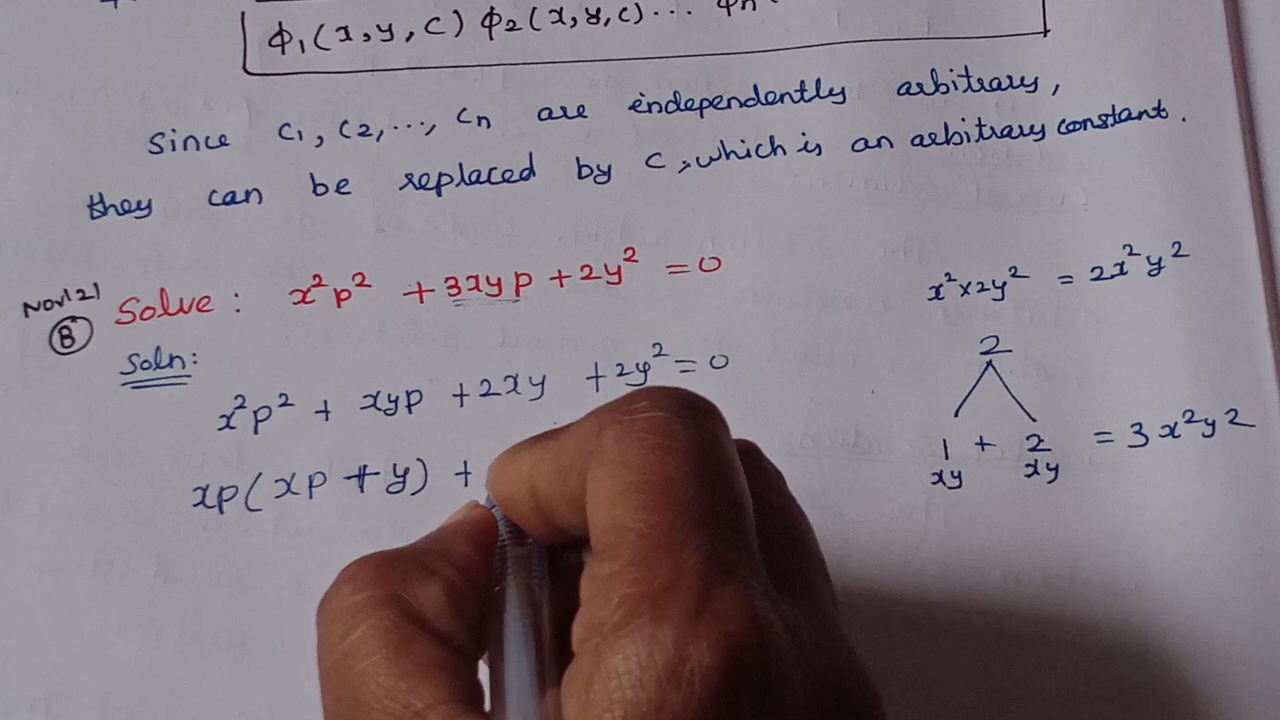 ϕ₁(x,y,c) ϕ₂(x,y,c)... ϕn
Since c₁, c₂, ..., cn are independently arbitrary,
they can be replaced by c, which is an arbitrary constant.
Nov'21
⑧ Solve : x²p² + 3xyp + 2y² = 0
Soln:
x²p² + xyp + 2xy + 2y² = 0
xp(xp + y) +
x² × 2y² = 2x²y²
2
1 + 2 = 3x²y²
xy xy